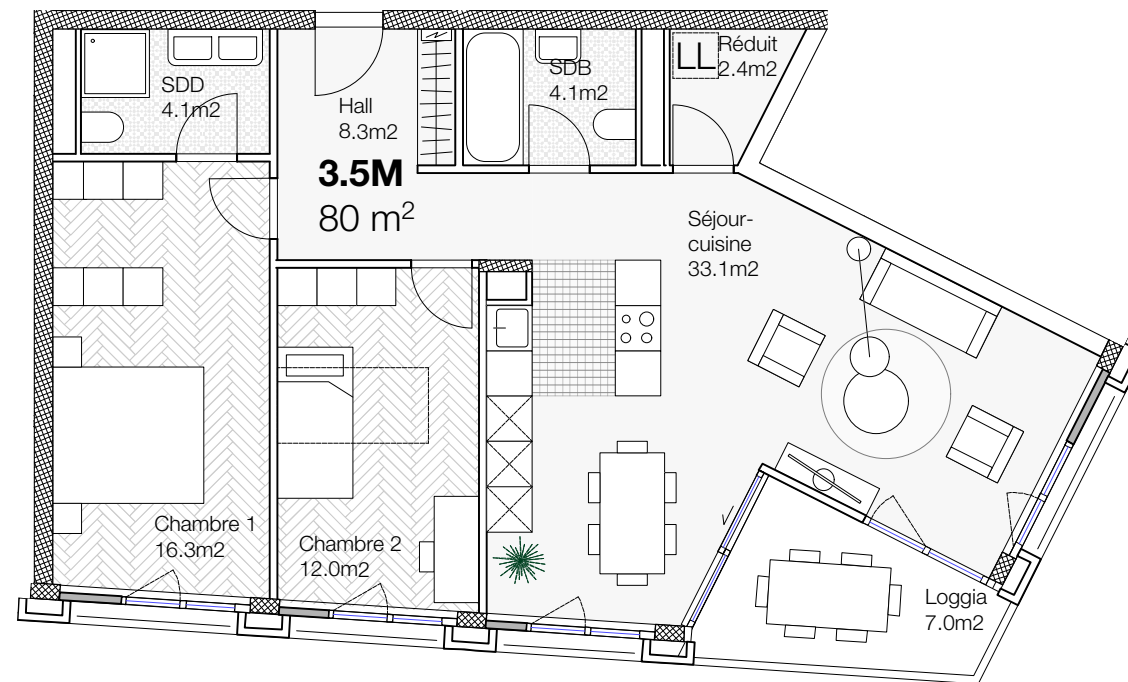 SDD
4.1m2
Hall
8.3m2
3.5M
80 m²
SDB
4.1m2
LL
Réduit
2.4m2
Séjour-
cuisine
33.1m2
Chambre 1
16.3m2
Chambre 2
12.0m2
Loggia
7.0m2